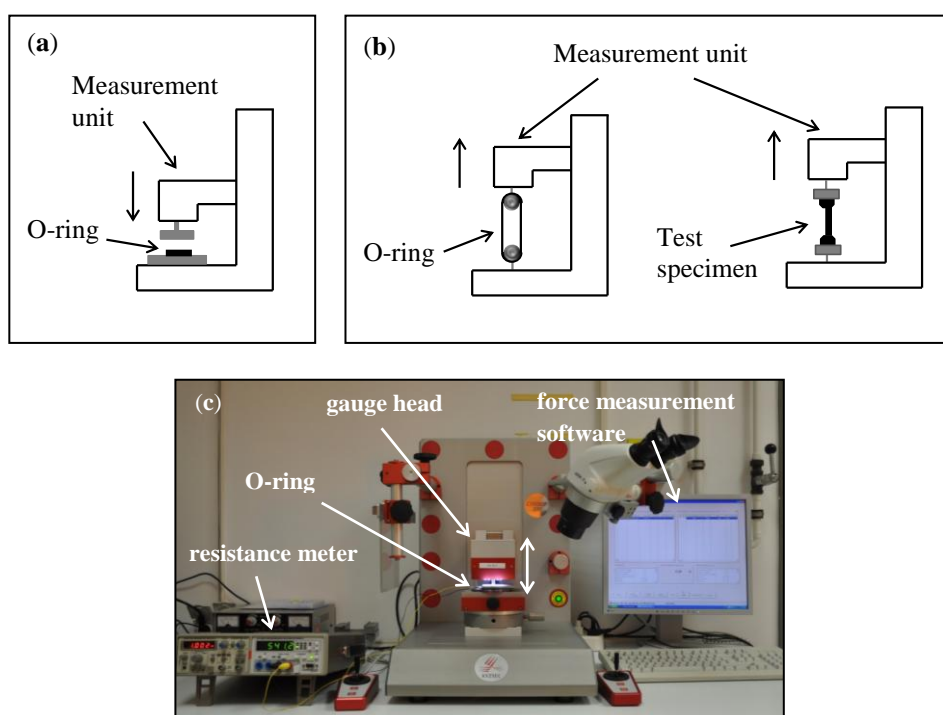 (a)
Measurement
unit
O-ring
(b)
Measurement unit
O-ring
Test
specimen
(c)
gauge head
force measurement
software
O-ring
resistance meter